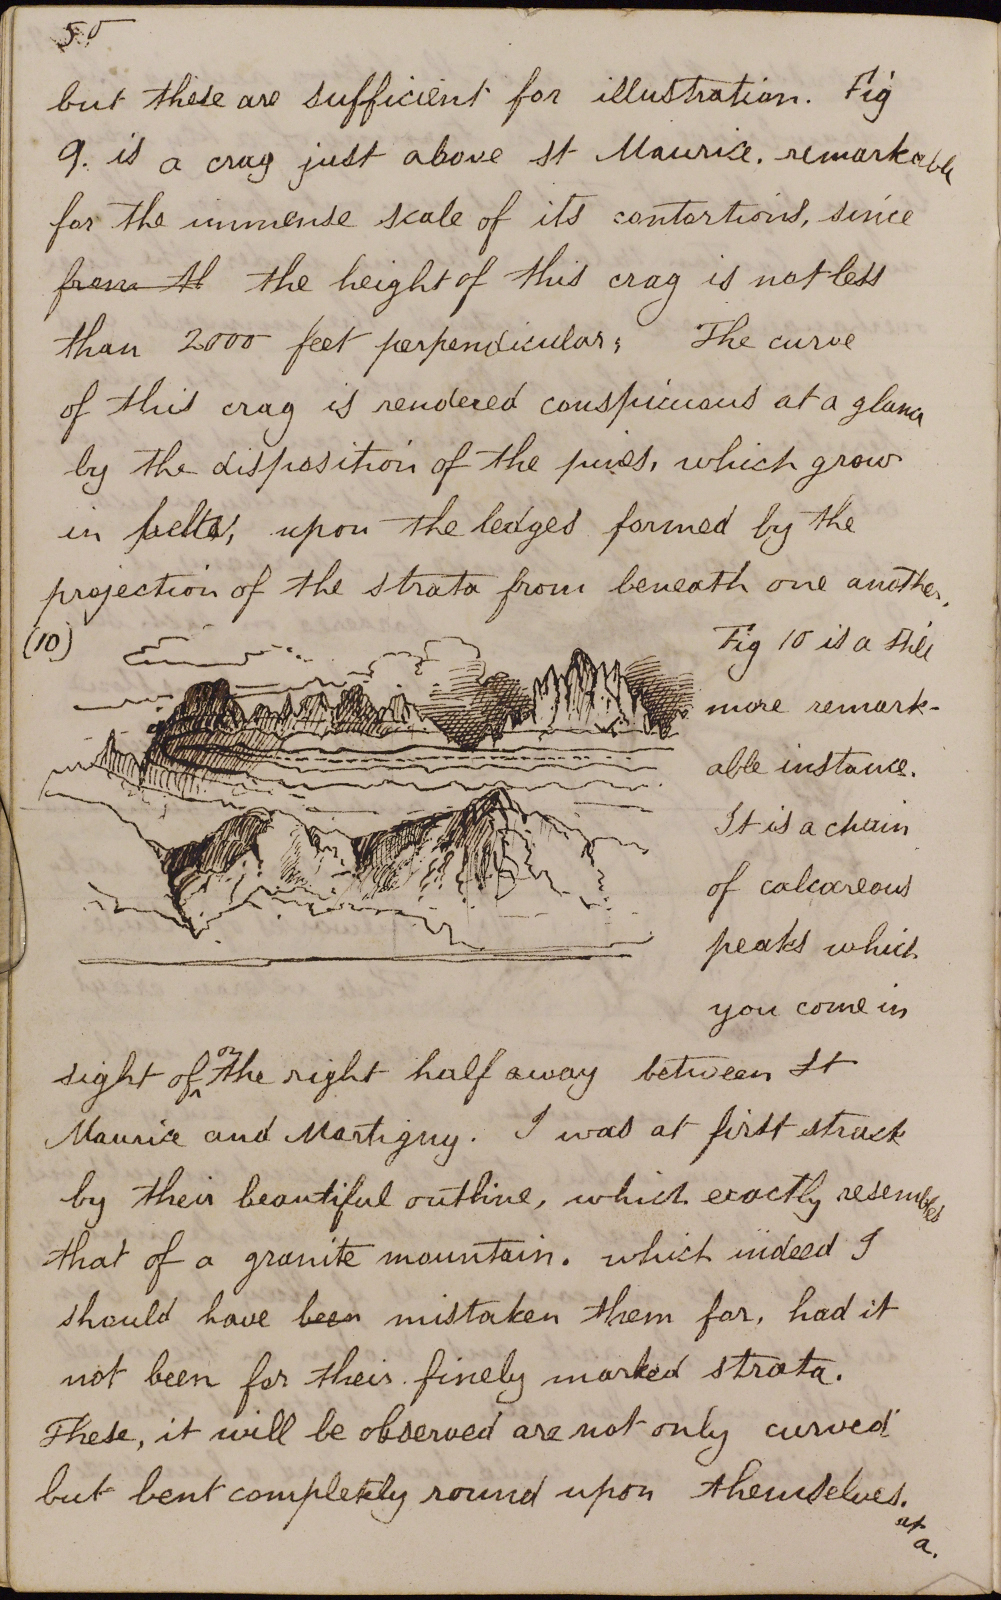 50
but these are sufficient for illustration. Fig
9. is a crag just above St Maurice, remarkable
for the immense scale of its contortions, since
from th the height of this crag is not less
than 2000 feet perpendicular; The curve
of this crag is rendered conspicuous at a glance
by the disposition of the pines, which grow
in belts, upon the ledges formed by the
projection of the strata from beneath one another.
(10)
Fig 10 is a still
more remark-
able instance.
It is a chain
of calcareous
peaks which
you come in
sight of on the right half away between St
Maurice and Martigny. I was at first struck
by their beautiful outline, which exactly resembles
that of a granite mountain. which indeed I
should have been mistaken them for, had it
not been for their finely marked strata.
These, it will be observed are not only curved
but bent completely round upon themselves.
at
a.